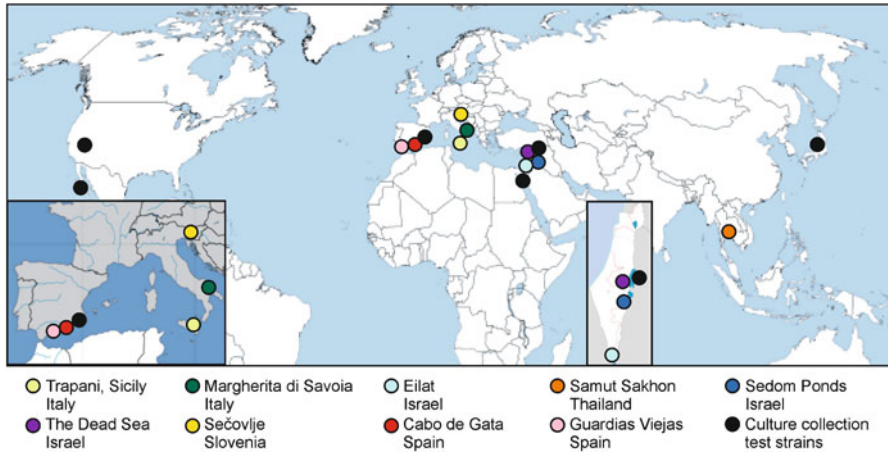 Trapani, Sicily
Italy
Margherita di Savoia
Italy
Eilat
Israel
Samut Sakhon
Thailand
Sedom Ponds
Israel
The Dead Sea
Israel
Sečovlje
Slovenia
Cabo de Gata
Spain
Guardias Viejas
Spain
Culture collection
test strains